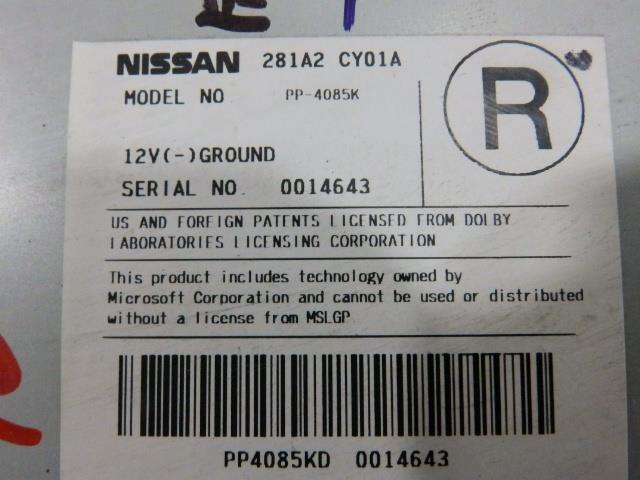 NISSAN 281A2 CY01A
MODEL NO PP-4085K
R
12V(-)GROUND
SERIAL NO. 0014643
US AND FOREIGN PATENTS LICENSED FROM DOLBY
LABORATORIES LICENSING CORPORATION
This product includes technology owned by
Microsoft Corporation and cannot be used or distributed
without a license from MSLGP.
PP4085KD 0014643